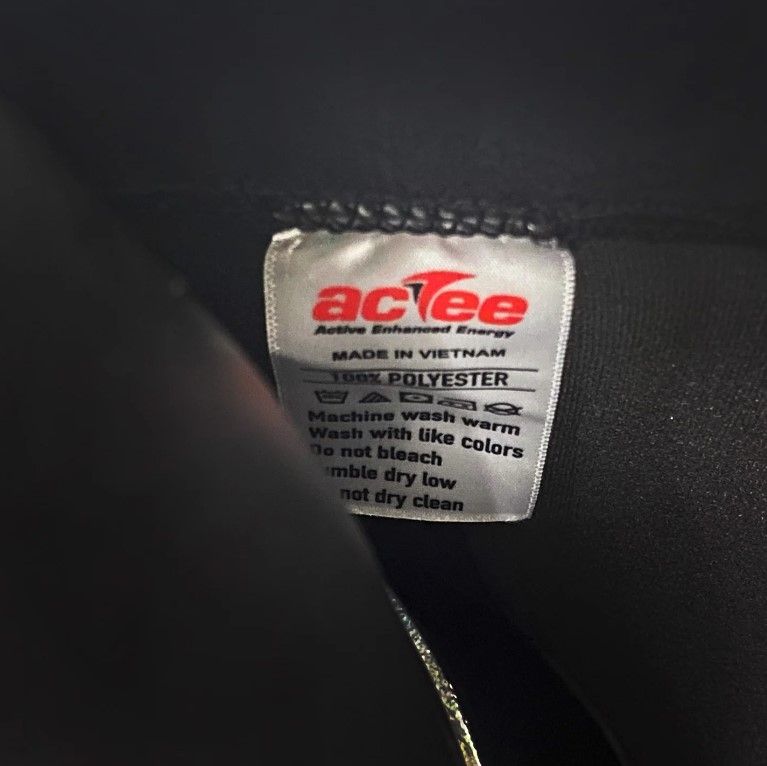 acTee
Active Enhanced Energy
MADE IN VIETNAM
100% POLYESTER
Machine wash warm
Wash with like colors
Do not bleach
umble dry low
not dry clean